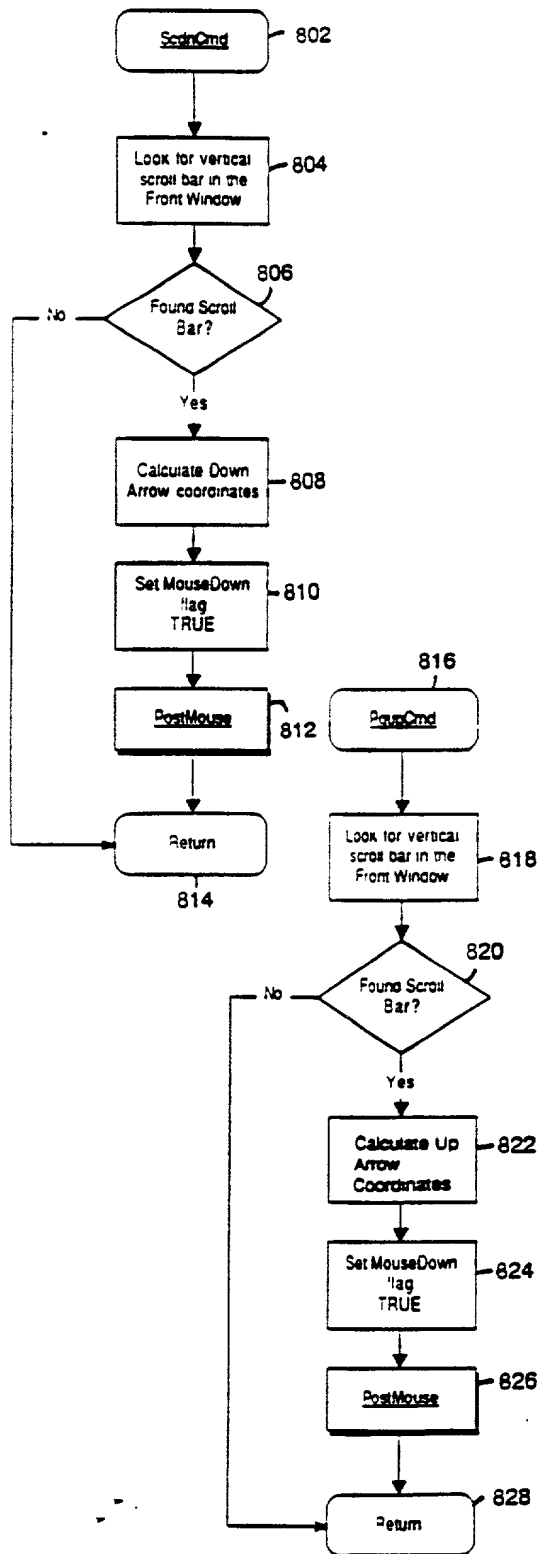 ScdnCmd
802
Look for vertical
scroll bar in the
Front Window
804
806
Found Scroll
Bar?
No
Yes
Calculate Down
Arrow coordinates
808
Set MouseDown
flag
TRUE
810
PostMouse
812
Return
814
816
PgupCmd
Look for vertical
scroll bar in the
Front Window
818
820
Found Scroll
Bar?
No
Yes
Calculate Up
Arrow
Coordinates
822
Set MouseDown
flag
TRUE
824
PostMouse
826
Return
828